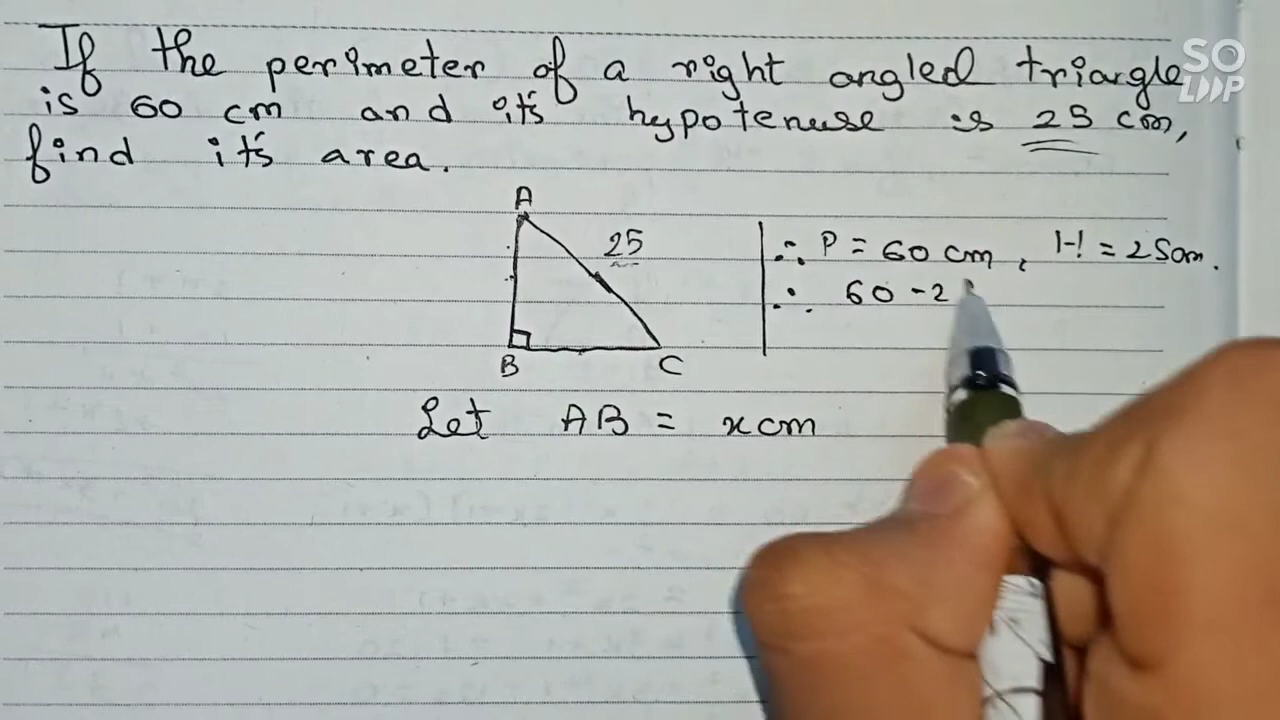 If the perimeter of a right angled triangle
is 60 cm and it's hypotenuse is 25 cm,
find it's area.
SO
LDP
A
25
B
C
∴ P = 60 cm, H = 25cm.
∴ 60 - 2
Let AB = x cm